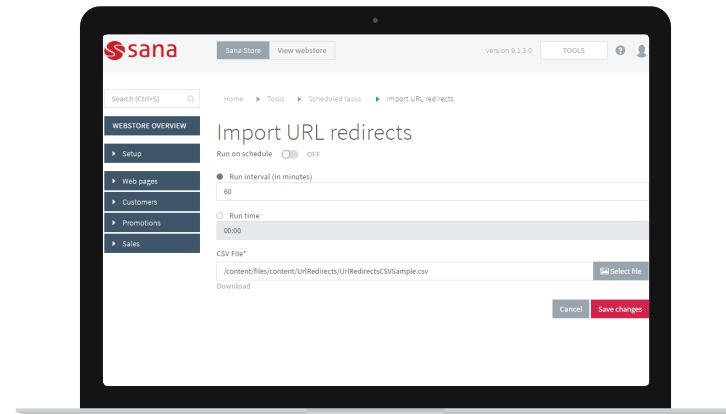 sana
Sana Store View webstore version 9.1.3.0 TOOLS ?
Search (Ctrl+S) Home Tools Scheduled tasks Import URL redirects
WEBSTORE OVERVIEW
Import URL redirects
Setup
Run on schedule OFF
Web pages
Run interval (in minutes)
60
Customers
Promotions
Run time
00:00
Sales
CSV File*
/content/files/content/UrlRedirects/UrlRedirectsCSVSample.csv Select file
Download
Cancel Save changes